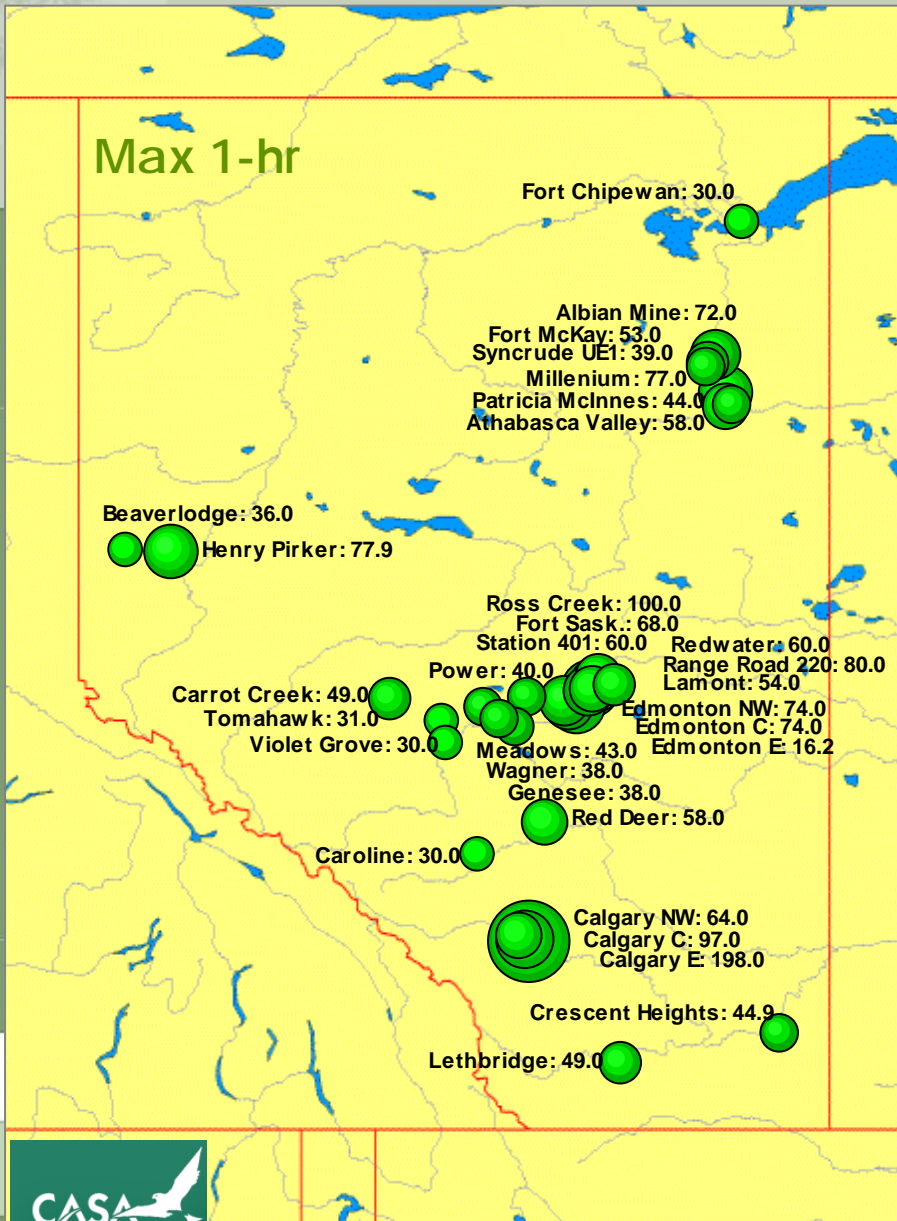 Max 1-hr
Fort Chipewan: 30.0
Albian Mine: 72.0
Fort McKay: 53.0
Syncrude UE1: 39.0
Millenium: 77.0
Patricia McInnes: 44.0
Athabasca Valley: 58.0
Beaverlodge: 36.0
Henry Pirker: 77.9
Ross Creek: 100.0
Fort Sask.: 68.0
Station 401: 60.0
Redwater: 60.0
Range Road 220: 80.0
Power: 40.0
Lamont: 54.0
Carrot Creek: 49.0
Edmonton NW: 74.0
Tomahawk: 31.0
Edmonton C: 74.0
Violet Grove: 30.0
Edmonton E: 16.2
Meadows: 43.0
Wagner: 38.0
Genesee: 38.0
Red Deer: 58.0
Caroline: 30.0
Calgary NW: 64.0
Calgary C: 97.0
Calgary E: 198.0
Crescent Heights: 44.9
Lethbridge: 49.0
CASA